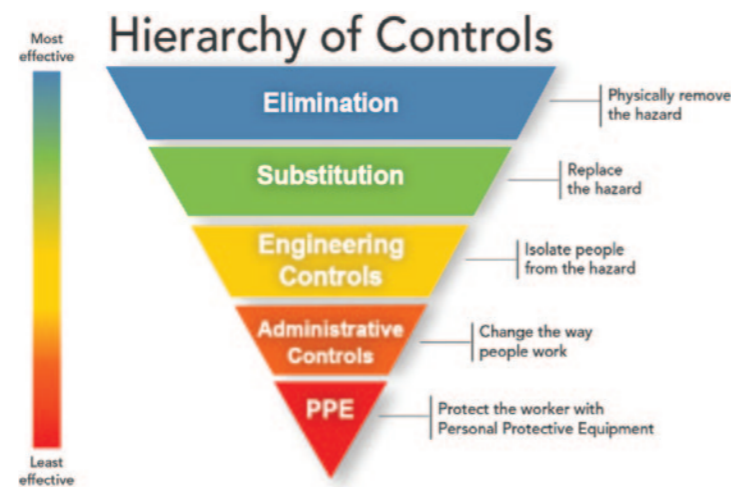 Hierarchy of Controls
Most
effective
Elimination
Physically remove
the hazard
Substitution
Replace
the hazard
Engineering
Controls
Isolate people
from the hazard
Administrative
Controls
Change the way
people work
PPE
Protect the worker with
Personal Protective Equipment
Least
effective